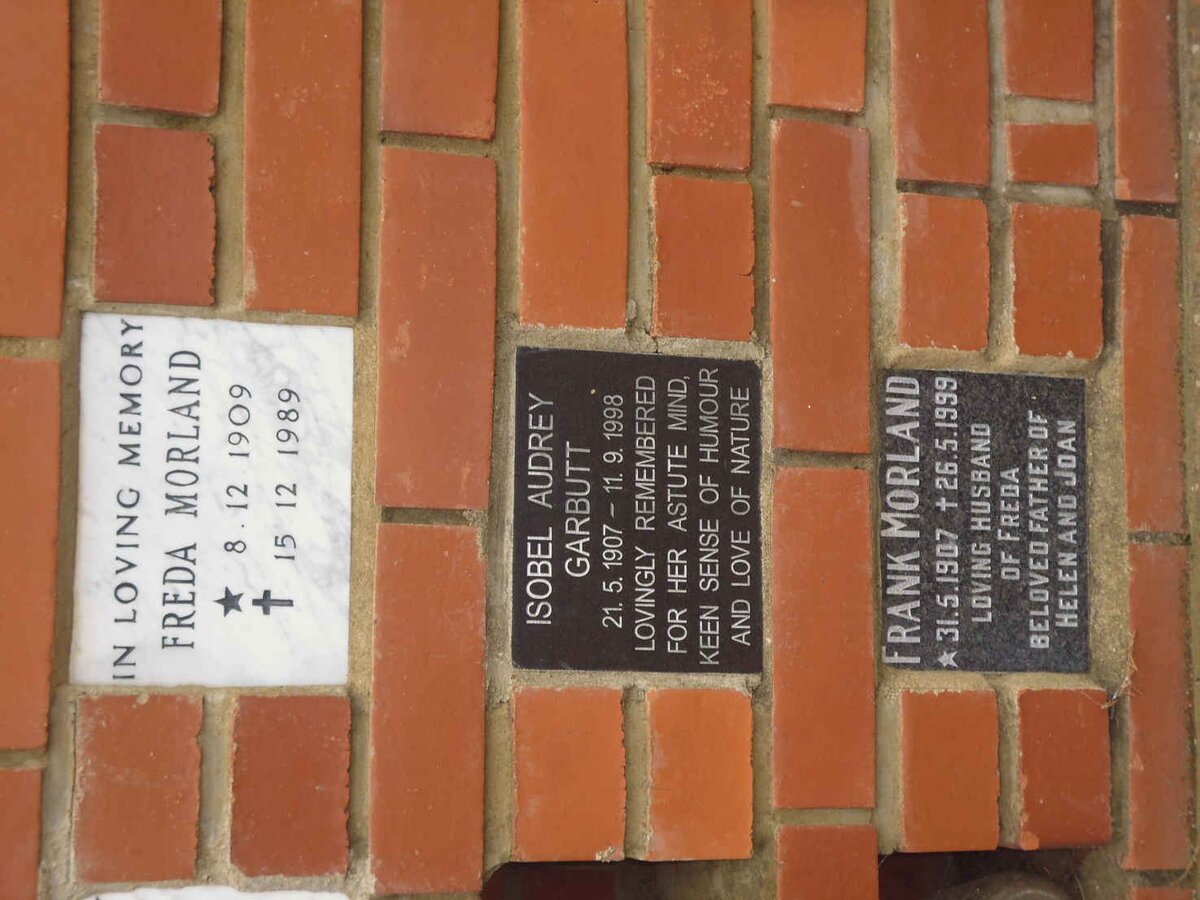 IN LOVING MEMORY
FREDA MORLAND
★ 8.12 1909
✝ 15 12 1989
ISOBEL AUDREY
GARBUTT
21. 5. 1907 – 11. 9. 1998
LOVINGLY REMEMBERED
FOR HER ASTUTE MIND,
KEEN SENSE OF HUMOUR
AND LOVE OF NATURE
FRANK MORLAND
★ 31.5.1907 ✝ 26.5.1999
LOVING HUSBAND
OF FREDA
BELOVED FATHER OF
HELEN AND JOAN